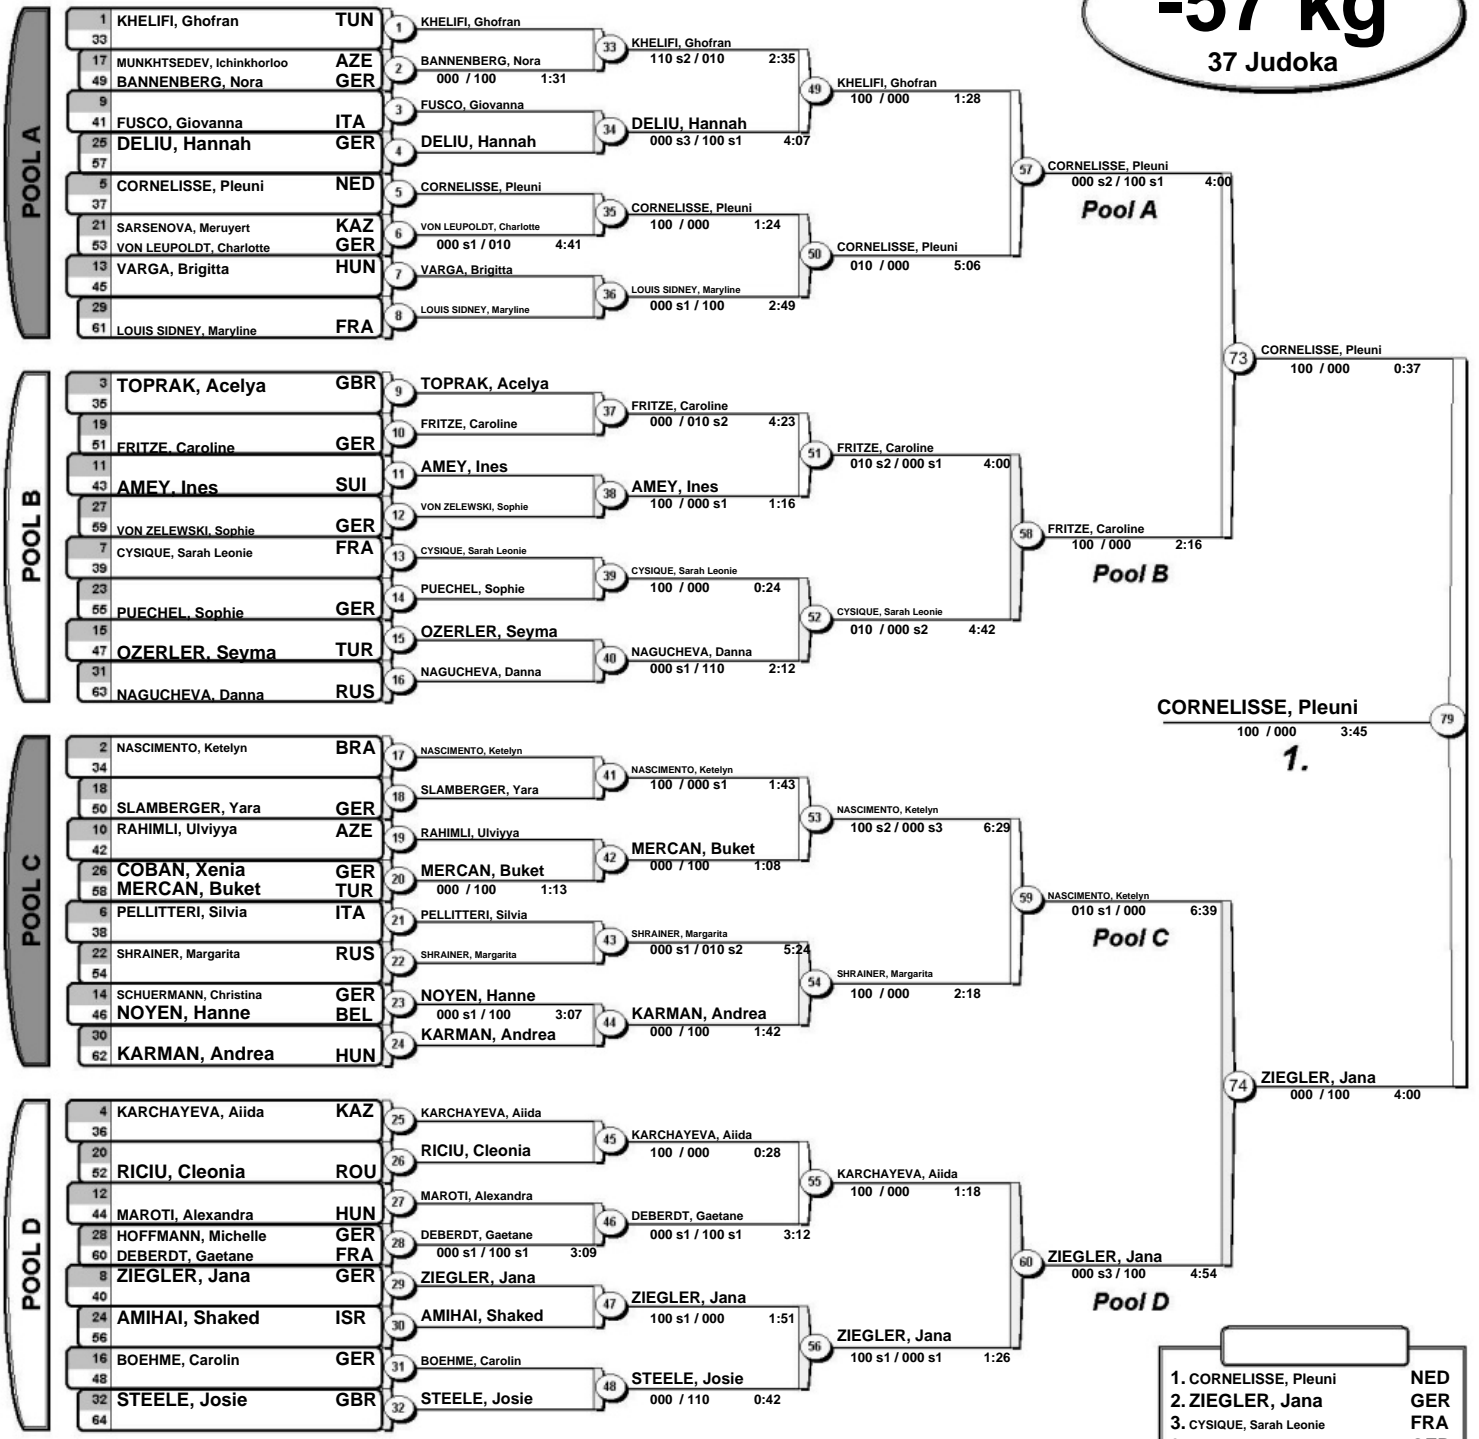 -57 kg
37 Judoka
POOL A
1 KHELIFI, Ghofran TUN
33
17 MUNKHTSEDEV, Ichinkhorloo AZE
49 BANNENBERG, Nora GER
9
41 FUSCO, Giovanna ITA
25 DELIU, Hannah GER
57
5 CORNELISSE, Pleuni NED
37
21 SARSENOVA, Meruyert KAZ
53 VON LEUPOLDT, Charlotte GER
13 VARGA, Brigitta HUN
45
29
61 LOUIS SIDNEY, Maryline FRA
1 KHELIFI, Ghofran
2 BANNENBERG, Nora
000 / 100 1:31
3 FUSCO, Giovanna
4 DELIU, Hannah
5 CORNELISSE, Pleuni
6 VON LEUPOLDT, Charlotte
000 s1 / 010 4:41
7 VARGA, Brigitta
8 LOUIS SIDNEY, Maryline
33 KHELIFI, Ghofran
110 s2 / 010 2:35
34 DELIU, Hannah
000 s3 / 100 s1 4:07
35 CORNELISSE, Pleuni
100 / 000 1:24
36 LOUIS SIDNEY, Maryline
000 s1 / 100 2:49
49 KHELIFI, Ghofran
100 / 000 1:28
50 CORNELISSE, Pleuni
010 / 000 5:06
57 CORNELISSE, Pleuni
000 s2 / 100 s1 4:00
Pool A
POOL B
3 TOPRAK, Acelya GBR
35
19
51 FRITZE, Caroline GER
11
43 AMEY, Ines SUI
27
59 VON ZELEWSKI, Sophie GER
7 CYSIQUE, Sarah Leonie FRA
39
23
55 PUECHEL, Sophie GER
15
47 OZERLER, Seyma TUR
31
63 NAGUCHEVA, Danna RUS
9 TOPRAK, Acelya
10 FRITZE, Caroline
11 AMEY, Ines
12 VON ZELEWSKI, Sophie
13 CYSIQUE, Sarah Leonie
14 PUECHEL, Sophie
15 OZERLER, Seyma
16 NAGUCHEVA, Danna
37 FRITZE, Caroline
000 / 010 s2 4:23
38 AMEY, Ines
100 / 000 s1 1:16
39 CYSIQUE, Sarah Leonie
100 / 000 0:24
40 NAGUCHEVA, Danna
000 s1 / 110 2:12
51 FRITZE, Caroline
010 s2 / 000 s1 4:00
52 CYSIQUE, Sarah Leonie
010 / 000 s2 4:42
58 FRITZE, Caroline
100 / 000 2:16
Pool B
73 CORNELISSE, Pleuni
100 / 000 0:37
CORNELISSE, Pleuni 79
100 / 000 3:45
1.
POOL C
2 NASCIMENTO, Ketelyn BRA
34
18
50 SLAMBERGER, Yara GER
10 RAHIMLI, Ulviyya AZE
42
26 COBAN, Xenia GER
58 MERCAN, Buket TUR
6 PELLITTERI, Silvia ITA
38
22 SHRAINER, Margarita RUS
54
14 SCHUERMANN, Christina GER
46 NOYEN, Hanne BEL
30
62 KARMAN, Andrea HUN
17 NASCIMENTO, Ketelyn
18 SLAMBERGER, Yara
19 RAHIMLI, Ulviyya
20 MERCAN, Buket
000 / 100 1:13
21 PELLITTERI, Silvia
22 SHRAINER, Margarita
23 NOYEN, Hanne
000 s1 / 100 3:07
24 KARMAN, Andrea
41 NASCIMENTO, Ketelyn
100 / 000 s1 1:43
42 MERCAN, Buket
000 / 100 1:08
43 SHRAINER, Margarita
000 s1 / 010 s2 5:24
44 KARMAN, Andrea
000 / 100 1:42
53 NASCIMENTO, Ketelyn
100 s2 / 000 s3 6:29
54 SHRAINER, Margarita
100 / 000 2:18
59 NASCIMENTO, Ketelyn
010 s1 / 000 6:39
Pool C
POOL D
4 KARCHAYEVA, Aiida KAZ
36
20
52 RICIU, Cleonia ROU
12
44 MAROTI, Alexandra HUN
28 HOFFMANN, Michelle GER
60 DEBERDT, Gaetane FRA
8 ZIEGLER, Jana GER
40
24 AMIHAI, Shaked ISR
56
16 BOEHME, Carolin GER
48
32 STEELE, Josie GBR
64
25 KARCHAYEVA, Aiida
26 RICIU, Cleonia
27 MAROTI, Alexandra
28 DEBERDT, Gaetane
000 s1 / 100 s1 3:09
29 ZIEGLER, Jana
30 AMIHAI, Shaked
31 BOEHME, Carolin
32 STEELE, Josie
45 KARCHAYEVA, Aiida
100 / 000 0:28
46 DEBERDT, Gaetane
000 s1 / 100 s1 3:12
47 ZIEGLER, Jana
100 s1 / 000 1:51
48 STEELE, Josie
000 / 110 0:42
55 KARCHAYEVA, Aiida
100 / 000 1:18
56 ZIEGLER, Jana
100 s1 / 000 s1 1:26
60 ZIEGLER, Jana
000 s3 / 100 4:54
Pool D
74 ZIEGLER, Jana
000 / 100 4:00
1. CORNELISSE, Pleuni NED
2. ZIEGLER, Jana GER
3. CYSIQUE, Sarah Leonie FRA